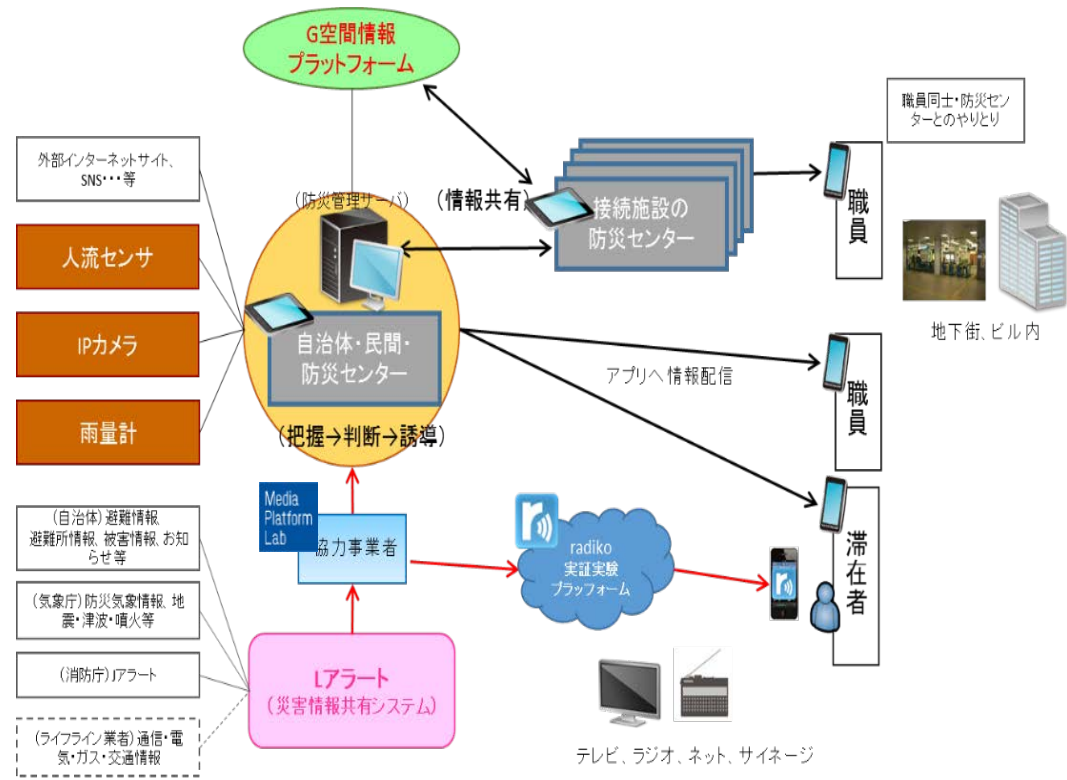 G空間情報
プラットフォーム
職員同士・防災セン
ターとのやりとり
外部インターネットサイト、
SNS・・・等
(防災管理サーバ)
(情報共有)
接続施設の
防災センター
職員
人流センサ
IPカメラ
雨量計
自治体・民間・
防災センター
(把握→判断→誘導)
地下街、ビル内
アプリへ情報配信
職員
(自治体)避難情報、
避難所情報、被害情報、お知
らせ等
(気象庁)防災気象情報、地
震・津波・噴火等
(消防庁)Jアラート
(ライフライン業者)通信・電
気・ガス・交通情報
Media
Platform
Lab
協力事業者
radiko
実証実験
プラッフォーム
滞在者
Lアラート
(災害情報共有システム)
テレビ、ラジオ、ネット、サイネージ